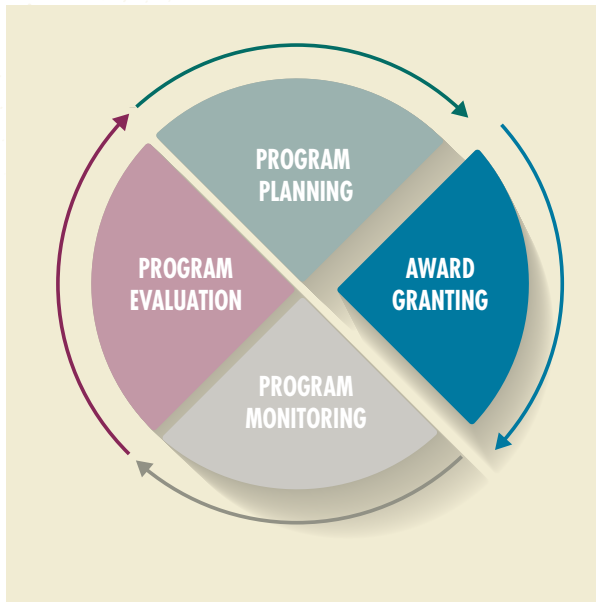 PROGRAM
PLANNING
AWARD
GRANTING
PROGRAM
MONITORING
PROGRAM
EVALUATION